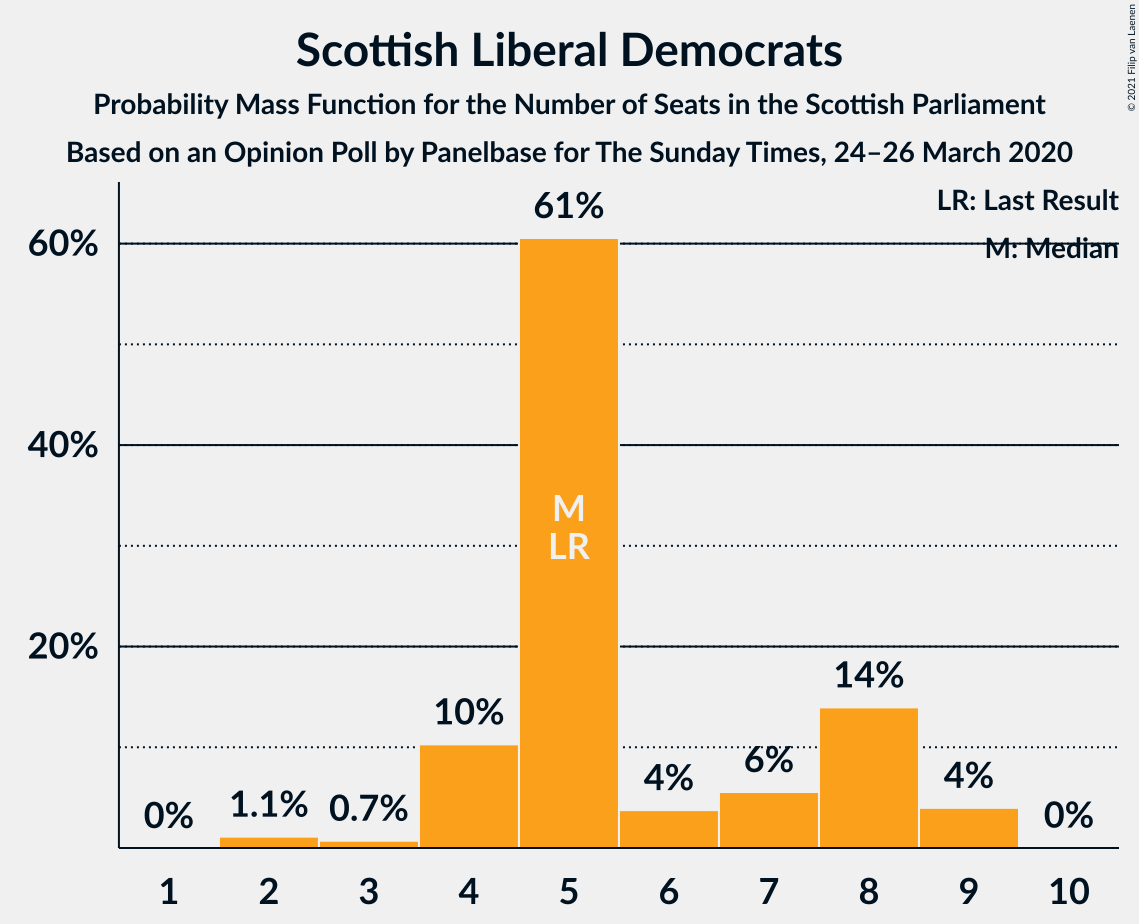 Scottish Liberal Democrats
Probability Mass Function for the Number of Seats in the Scottish Parliament
Based on an Opinion Poll by Panelbase for The Sunday Times, 24–26 March 2020
© 2021 Filip van Laenen
LR: Last Result
M: Median
60%
40%
20%
0%
1.1%
0.7%
10%
61%
M
LR
4%
6%
14%
4%
0%
1 2 3 4 5 6 7 8 9 10